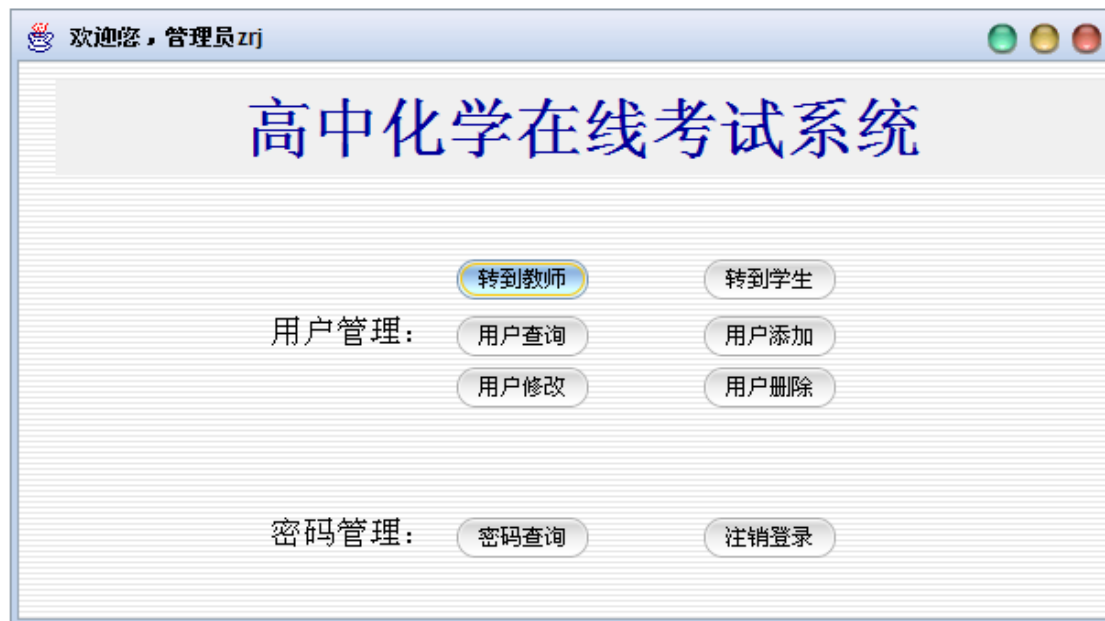 欢迎您，管理员zrj
高中化学在线考试系统
转到教师 转到学生
用户管理： 用户查询 用户添加
用户修改 用户删除
密码管理： 密码查询 注销登录